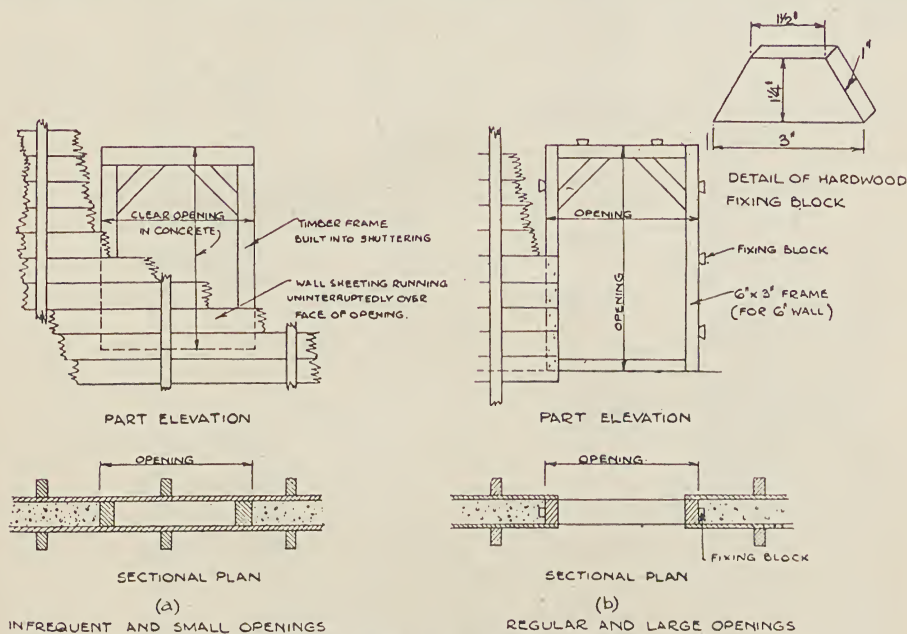 1½"
1"
1¼"
3"
DETAIL OF HARDWOOD
FIXING BLOCK
CLEAR OPENING
IN CONCRETE
TIMBER FRAME
BUILT INTO SHUTTERING
WALL SHEETING RUNNING
UNINTERRUPTEDLY OVER
FACE OF OPENING.
PART ELEVATION
OPENING
SECTIONAL PLAN
(a)
INFREQUENT AND SMALL OPENINGS
OPENING
OPENING
FIXING BLOCK
6"x 3" FRAME
(FOR 6" WALL)
PART ELEVATION
OPENING
FIXING BLOCK
SECTIONAL PLAN
(b)
REGULAR AND LARGE OPENINGS